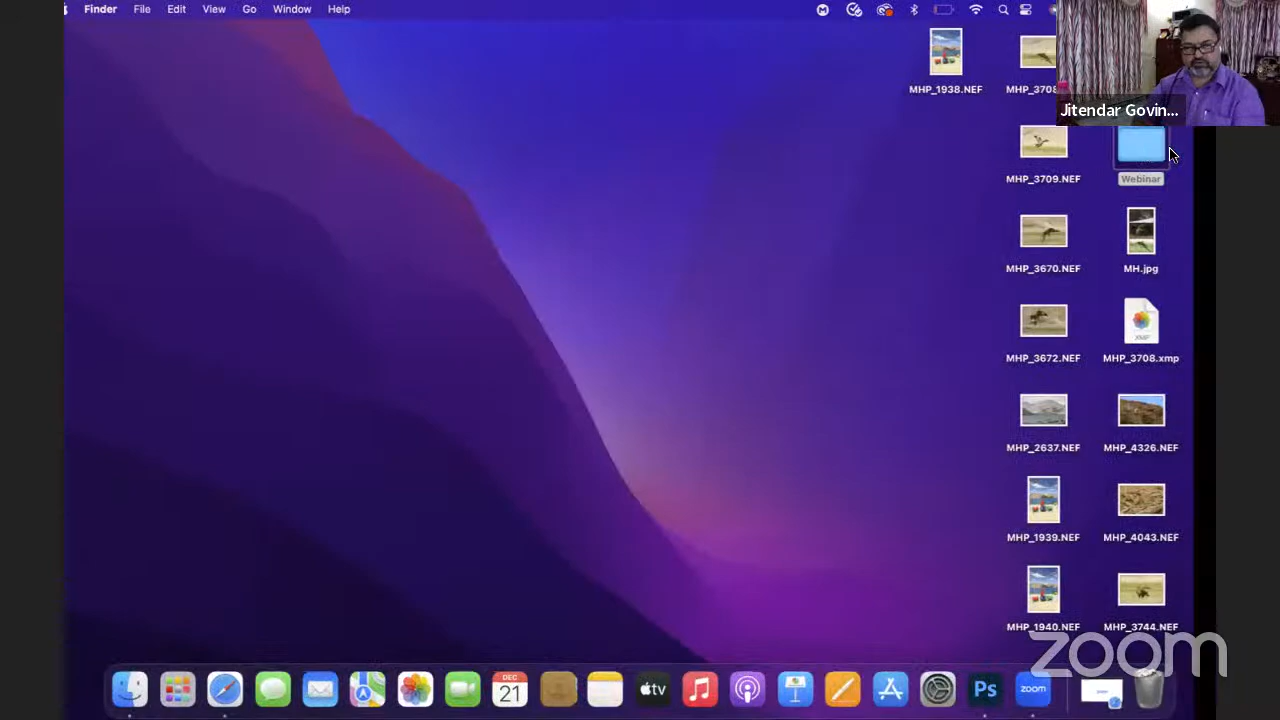 Finder File Edit View Go Window Help
MHP_1938.NEF
MHP_3708
Jitendar Govin...
MHP_3709.NEF
Webinar
MHP_3670.NEF
MH.jpg
XMP
MHP_3672.NEF
MHP_3708.xmp
MHP_2637.NEF
MHP_4326.NEF
MHP_1939.NEF
MHP_4043.NEF
MHP_1940.NEF
MHP_3744.NEF
zoom
DEC
21
tv
Ps
zoom